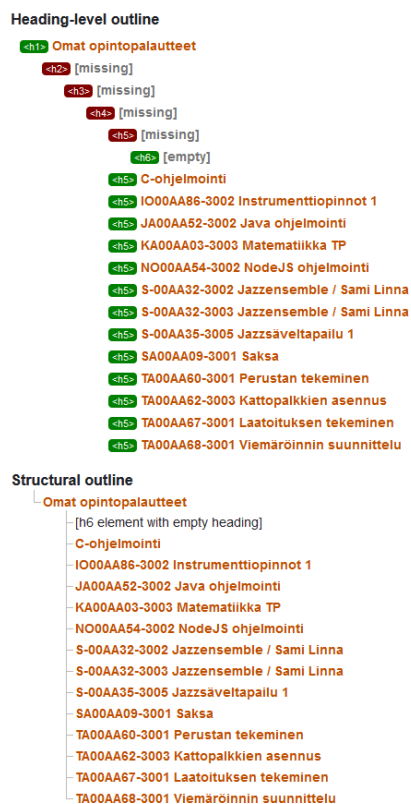 Heading-level outline
<h1> Omat opintopalautteet
<h2> [missing]
<h3> [missing]
<h4> [missing]
<h5> [missing]
<h6> [empty]
<h5> C-ohjelmointi
<h5> IO00AA86-3002 Instrumenttiopinnot 1
<h5> JA00AA52-3002 Java ohjelmointi
<h5> KA00AA03-3003 Matematiikka TP
<h5> NO00AA54-3002 NodeJS ohjelmointi
<h5> S-00AA32-3002 Jazzensemble / Sami Linna
<h5> S-00AA32-3003 Jazzensemble / Sami Linna
<h5> S-00AA35-3005 Jazzsäveltapailu 1
<h5> SA00AA09-3001 Saksa
<h5> TA00AA60-3001 Perustan tekeminen
<h5> TA00AA62-3003 Kattopalkkien asennus
<h5> TA00AA67-3001 Laatoituksen tekeminen
<h5> TA00AA68-3001 Viemäröinnin suunnittelu
Structural outline
Omat opintopalautteet
[h6 element with empty heading]
C-ohjelmointi
IO00AA86-3002 Instrumenttiopinnot 1
JA00AA52-3002 Java ohjelmointi
KA00AA03-3003 Matematiikka TP
NO00AA54-3002 NodeJS ohjelmointi
S-00AA32-3002 Jazzensemble / Sami Linna
S-00AA32-3003 Jazzensemble / Sami Linna
S-00AA35-3005 Jazzsäveltapailu 1
SA00AA09-3001 Saksa
TA00AA60-3001 Perustan tekeminen
TA00AA62-3003 Kattopalkkien asennus
TA00AA67-3001 Laatoituksen tekeminen
TA00AA68-3001 Viemäröinnin suunnittelu